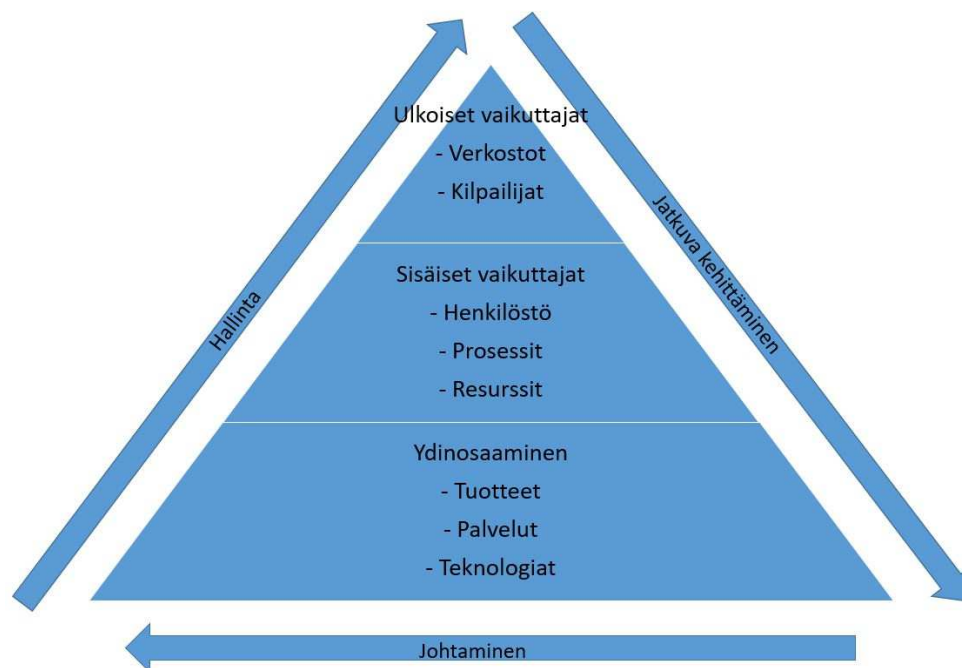 Ulkoiset vaikuttajat
- Verkostot
- Kilpailijat
Sisäiset vaikuttajat
- Henkilöstö
- Prosessit
- Resurssit
Ydinosaaminen
- Tuotteet
- Palvelut
- Teknologiat
Hallinta
Jatkuva kehittäminen
Johtaminen